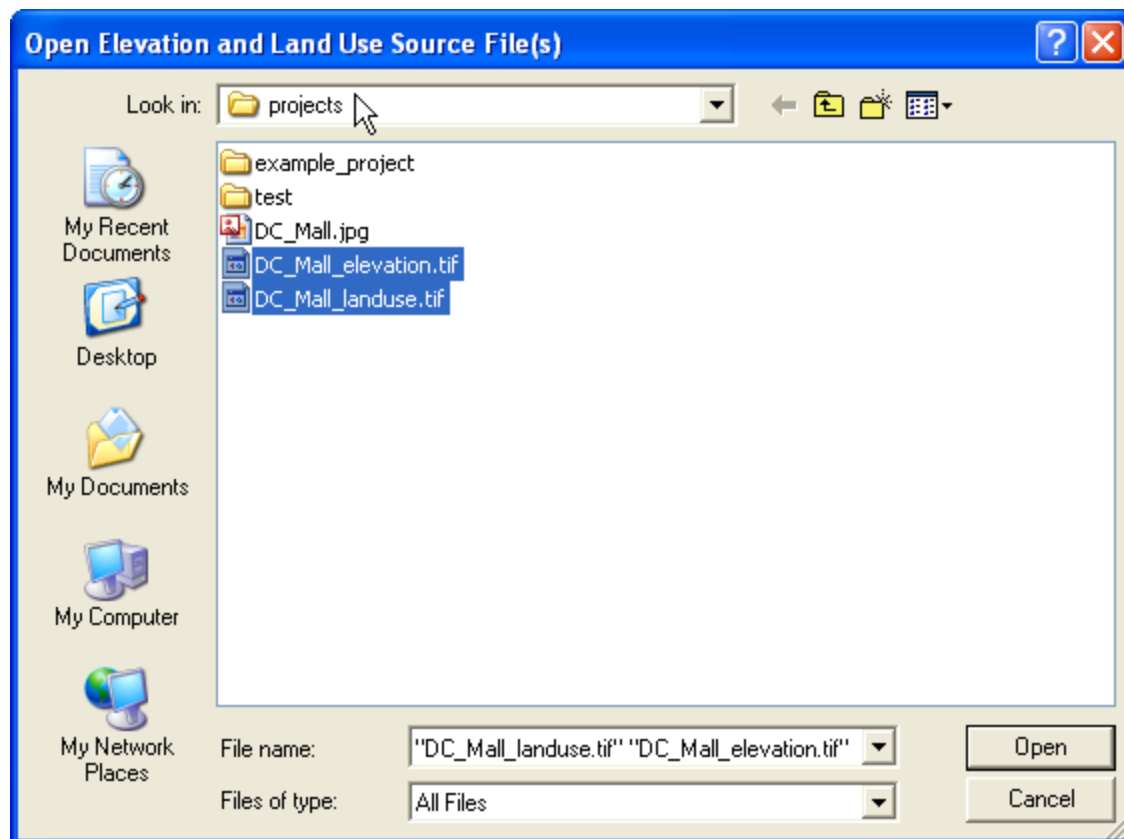 Open Elevation and Land Use Source File(s)
Look in: projects
example_project
test
DC_Mall.jpg
DC_Mall_elevation.tif
DC_Mall_landuse.tif
My Recent
Documents
Desktop
My Documents
My Computer
My Network
Places
File name: "DC_Mall_landuse.tif" "DC_Mall_elevation.tif" Open
Files of type: All Files Cancel